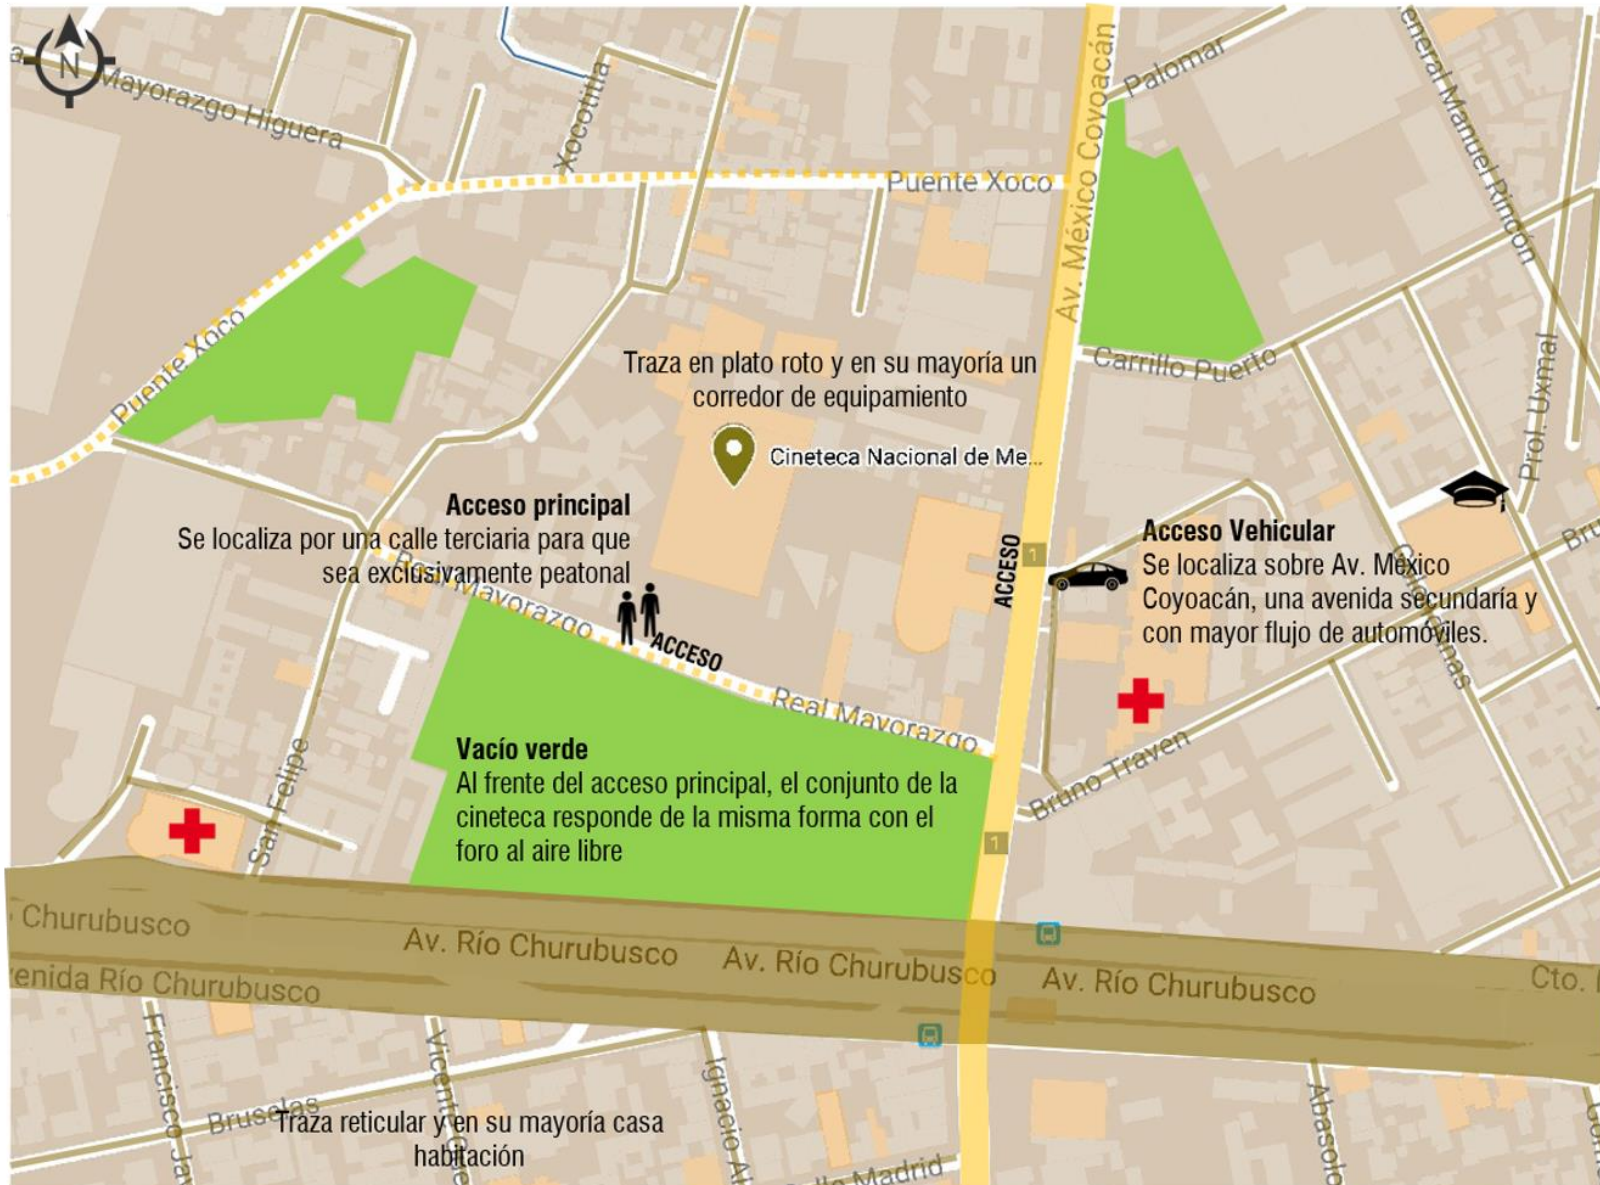 N
Mayorazgo Higuera
Xocotitla
Palomar
General Manuel Rincón
Av. México Coyoacán
Puente Xoco
Puente Xoco
Traza en plato roto y en su mayoría un
corredor de equipamiento
Carrillo Puerto
Prol. Uxmal
Cineteca Nacional de Me...
Acceso principal
Se localiza por una calle terciaria para que
sea exclusivamente peatonal
Real Mayorazgo
ACCESO
ACCESO
1
Acceso Vehicular
Se localiza sobre Av. México
Coyoacán, una avenida secundaría y
con mayor flujo de automóviles.
Bru
Real Mayorazgo
Vacío verde
Al frente del acceso principal, el conjunto de la
cineteca responde de la misma forma con el
foro al aire libre
San Felipe
Bruno Traven
1
Churubusco
Av. Río Churubusco
Av. Río Churubusco
Av. Río Churubusco
Cto.
venida Río Churubusco
Francisco Jav
Vicente
Ignacio Al
Abasolo
Bruselas
Traza reticular y en su mayoría casa
habitación
Madrid